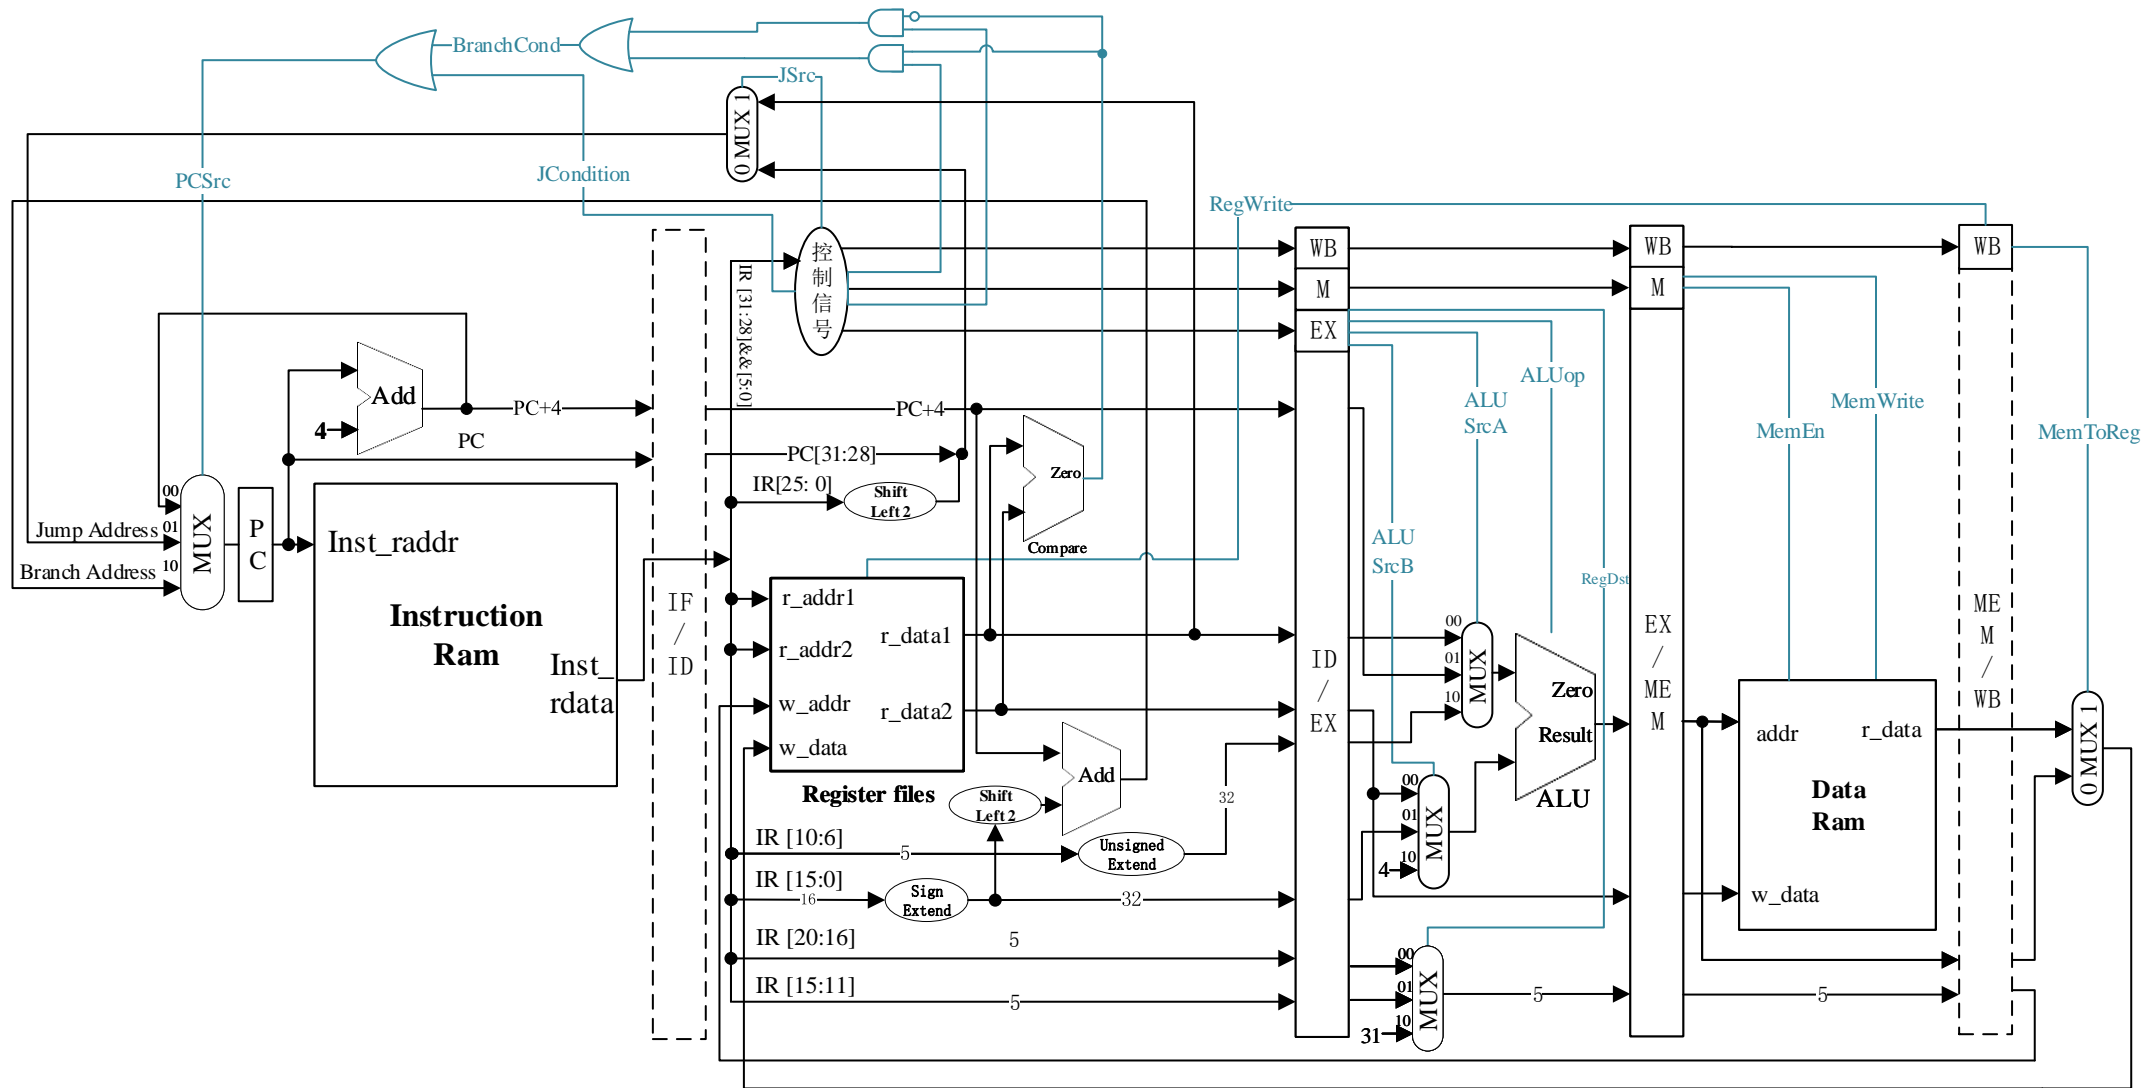 BranchCond
JSrc
0 MUX 1
PCSrc
JCondition
RegWrite
控
制
信
号
IR [31:28]&&[5:0]
WB
M
EX
WB
M
WB
Add
4
PC+4
PC
PC+4
PC[31:28]
IR[25: 0]
Shift
Left 2
Zero
Compare
ALU
SrcA
ALUop
MemWrite
MemEn
MemToReg
ALU
SrcB
RegDst
00
Jump Address
01
Branch Address
10
MUX
P
C
Inst_raddr
Instruction
Ram
Inst_
rdata
IF
/
ID
r_addr1
r_addr2
w_addr
w_data
r_data1
r_data2
Register files
Shift
Left 2
Add
32
IR [10:6]
5
Unsigned
Extend
IR [15:0]
16
Sign
Extend
32
IR [20:16]
5
IR [15:11]
5
ID
/
EX
00
01
10
MUX
00
01
10
4
MUX
Zero
Result
ALU
00
01
10
31
MUX
5
EX
/
ME
M
addr
r_data
Data
Ram
w_data
5
ME
M
/
WB
0 MUX 1